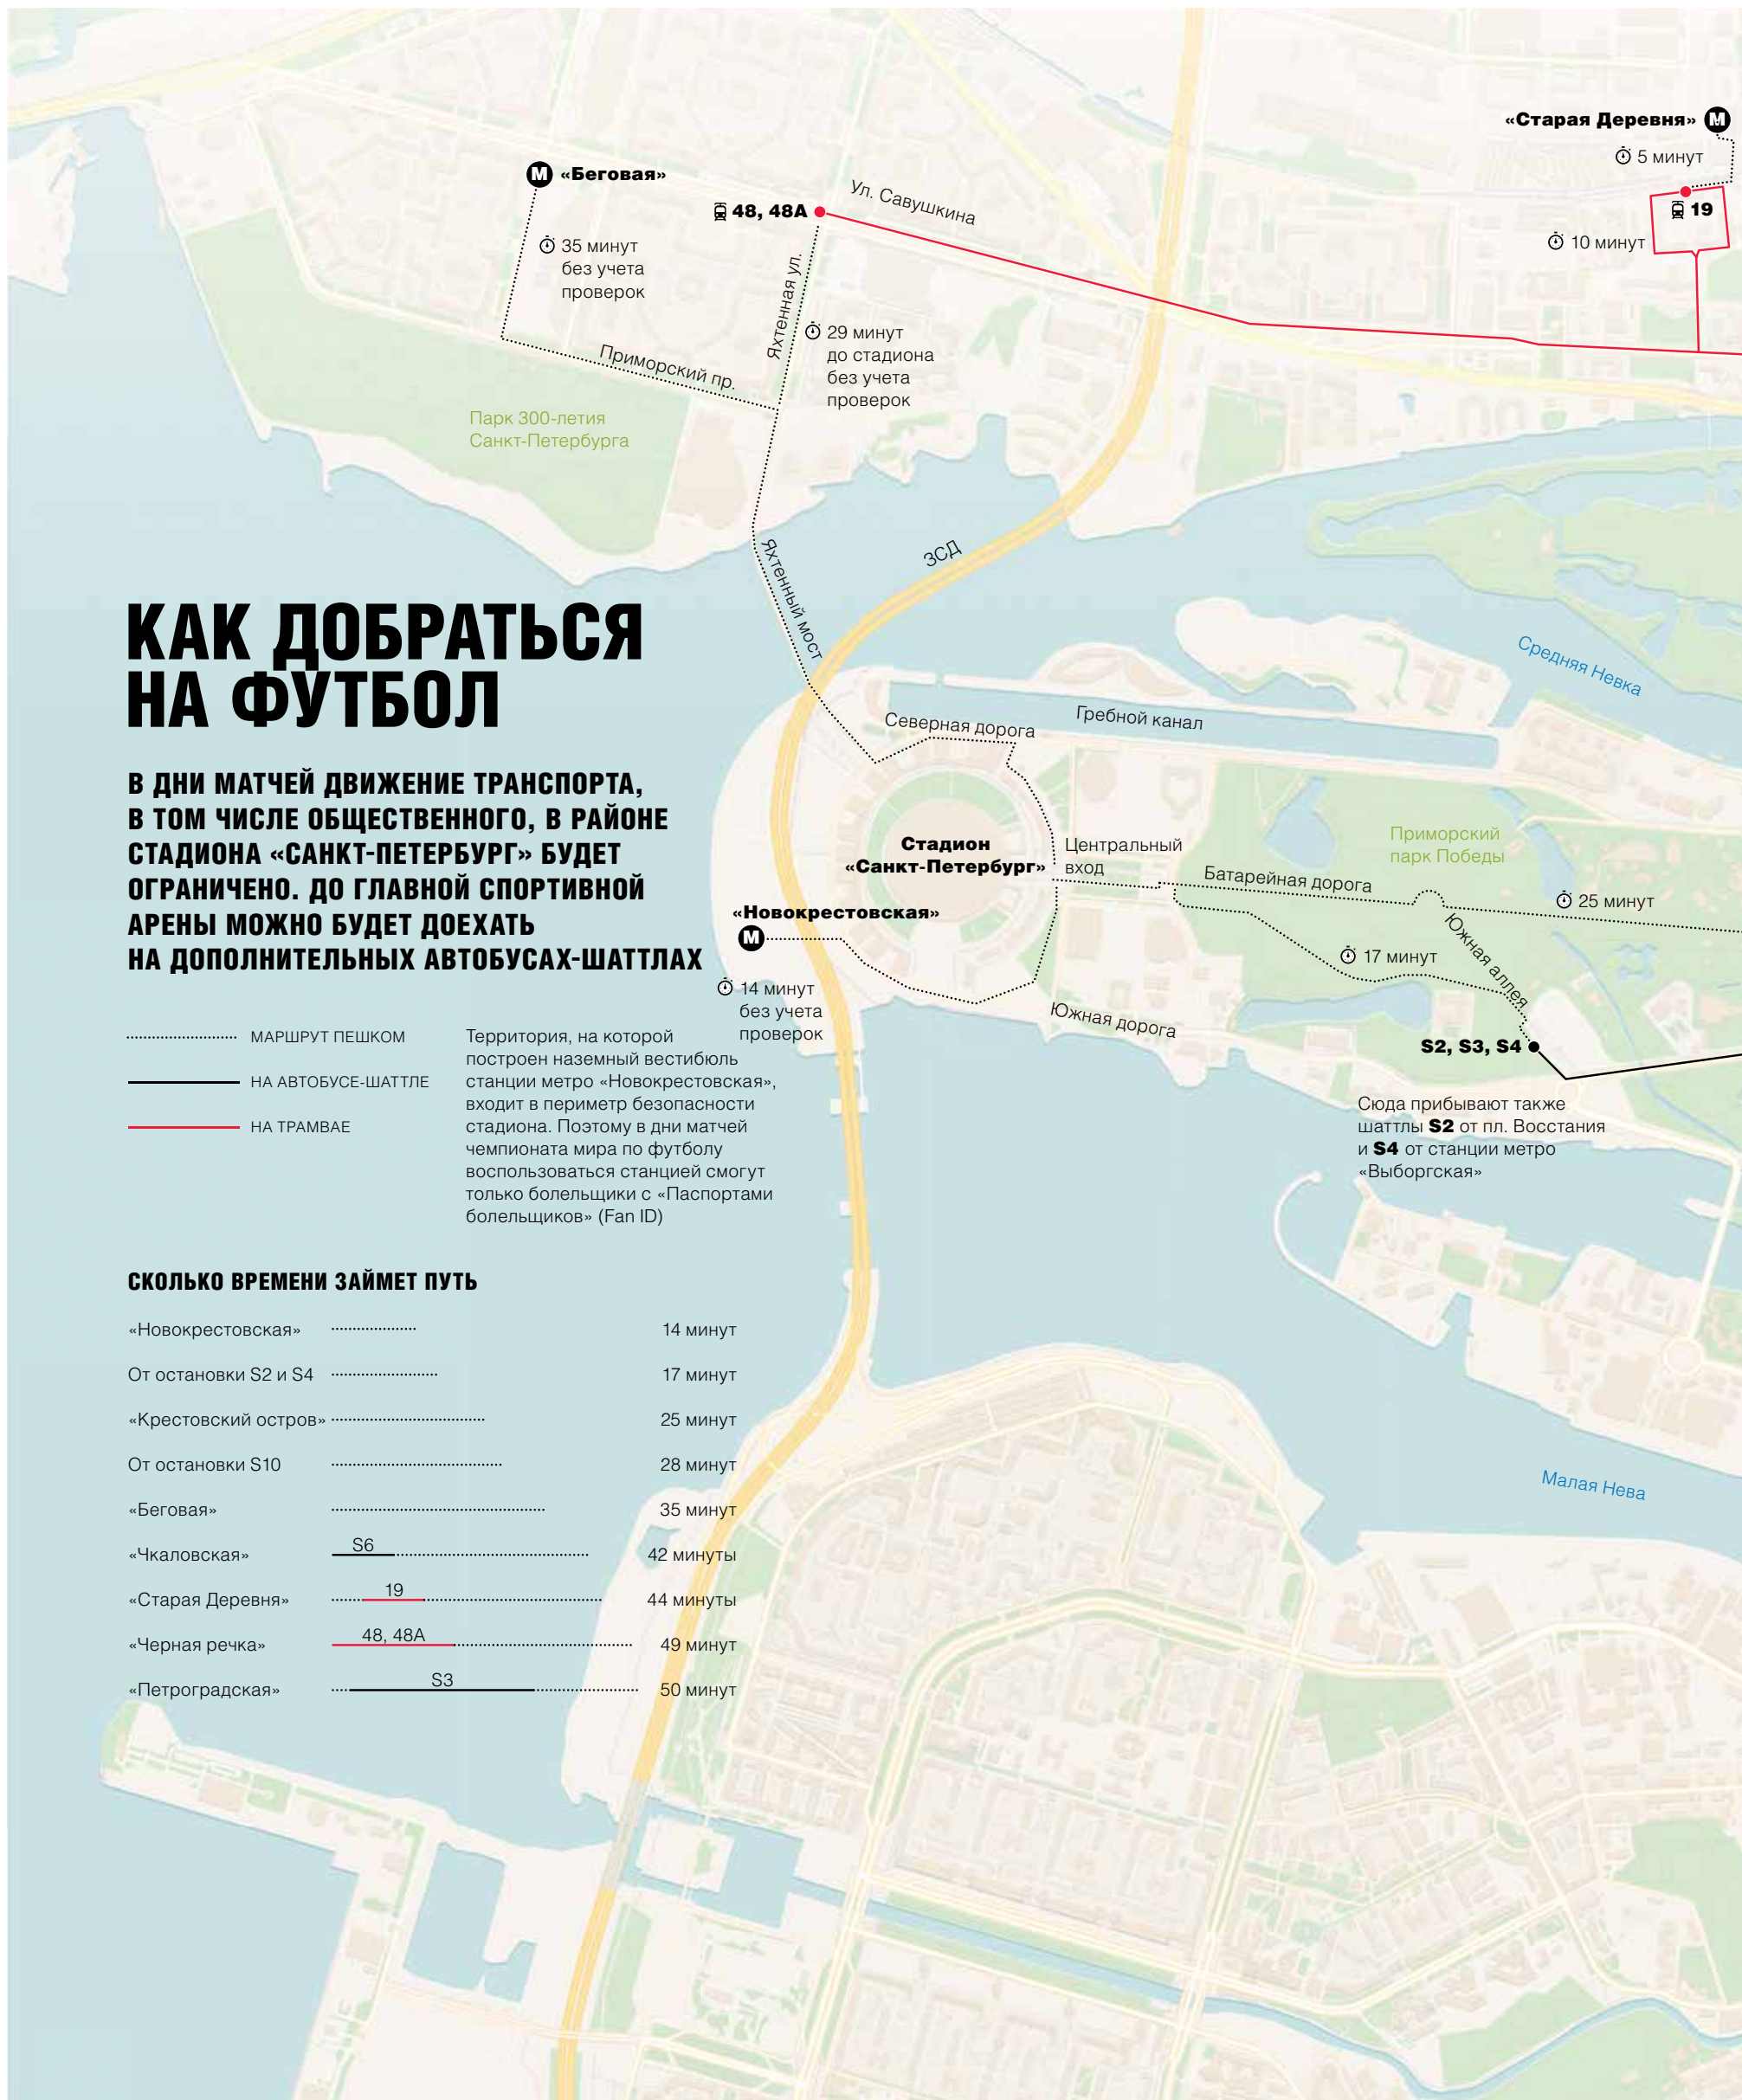 «Старая Деревня» М
5 минут
19
10 минут
М «Беговая»
35 минут
без учета
проверок
48, 48А
Ул. Савушкина
Яхтенная ул.
29 минут
до стадиона
без учета
проверок
Приморский пр.
Парк 300-летия
Санкт-Петербурга
ЗСД
Яхтенный мост
КАК ДОБРАТЬСЯ
НА ФУТБОЛ
В ДНИ МАТЧЕЙ ДВИЖЕНИЕ ТРАНСПОРТА,
В ТОМ ЧИСЛЕ ОБЩЕСТВЕННОГО, В РАЙОНЕ
СТАДИОНА «САНКТ-ПЕТЕРБУРГ» БУДЕТ
ОГРАНИЧЕНО. ДО ГЛАВНОЙ СПОРТИВНОЙ
АРЕНЫ МОЖНО БУДЕТ ДОЕХАТЬ
НА ДОПОЛНИТЕЛЬНЫХ АВТОБУСАХ-ШАТТЛАХ
Средняя Невка
Северная дорога
Гребной канал
Стадион
«Санкт-Петербург»
Центральный
вход
Батарейная дорога
Приморский
парк Победы
25 минут
Южная аллея
17 минут
«Новокрестовская»
М
14 минут
без учета
проверок
Южная дорога
S2, S3, S4
Сюда прибывают также
шаттлы S2 от пл. Восстания
и S4 от станции метро
«Выборгская»
МАРШРУТ ПЕШКОМ
НА АВТОБУСЕ-ШАТТЛЕ
НА ТРАМВАЕ
Территория, на которой
построен наземный вестибюль
станции метро «Новокрестовская»,
входит в периметр безопасности
стадиона. Поэтому в дни матчей
чемпионата мира по футболу
воспользоваться станцией смогут
только болельщики с «Паспортами
болельщиков» (Fan ID)
СКОЛЬКО ВРЕМЕНИ ЗАЙМЕТ ПУТЬ
«Новокрестовская» 14 минут
От остановки S2 и S4 17 минут
«Крестовский остров» 25 минут
От остановки S10 28 минут
«Беговая» 35 минут
S6
«Чкаловская» 42 минуты
19
«Старая Деревня» 44 минуты
48, 48А
«Черная речка» 49 минут
S3
«Петроградская» 50 минут
Малая Нева